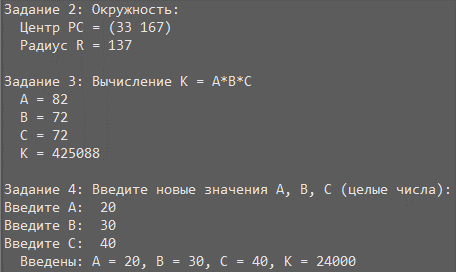 Задание 2: Окружность:
Центр PC = (33 167)
Радиус R = 137
Задание 3: Вычисление K = A*B*C
A = 82
B = 72
C = 72
K = 425088
Задание 4: Введите новые значения A, B, C (целые числа):
Введите A: 20
Введите B: 30
Введите C: 40
Введены: A = 20, B = 30, C = 40, K = 24000